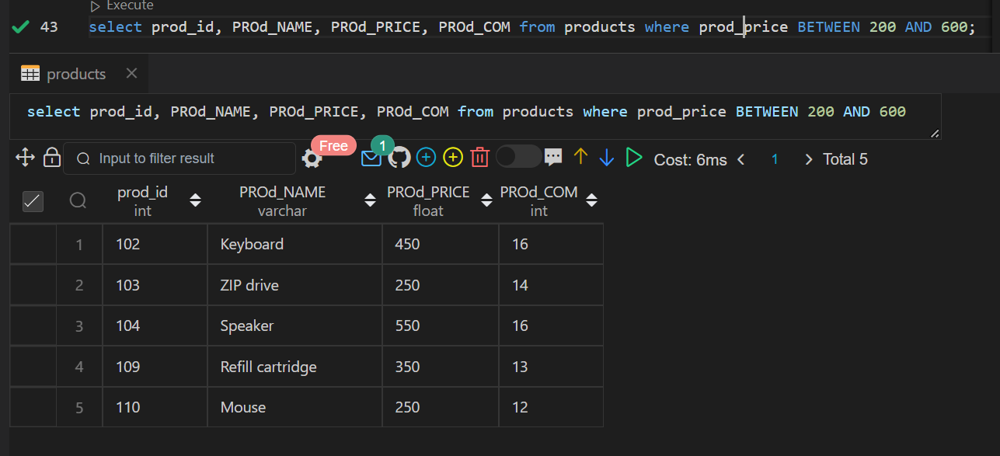 Execute
43 select prod_id, PROd_NAME, PROd_PRICE, PROd_COM from products where prod_price BETWEEN 200 AND 600;
products
select prod_id, PROd_NAME, PROd_PRICE, PROd_COM from products where prod_price BETWEEN 200 AND 600
Input to filter result Free 1 Cost: 6ms < 1 > Total 5
prod_id PROd_NAME PROd_PRICE PROd_COM
int varchar float int
1 102 Keyboard 450 16
2 103 ZIP drive 250 14
3 104 Speaker 550 16
4 109 Refill cartridge 350 13
5 110 Mouse 250 12